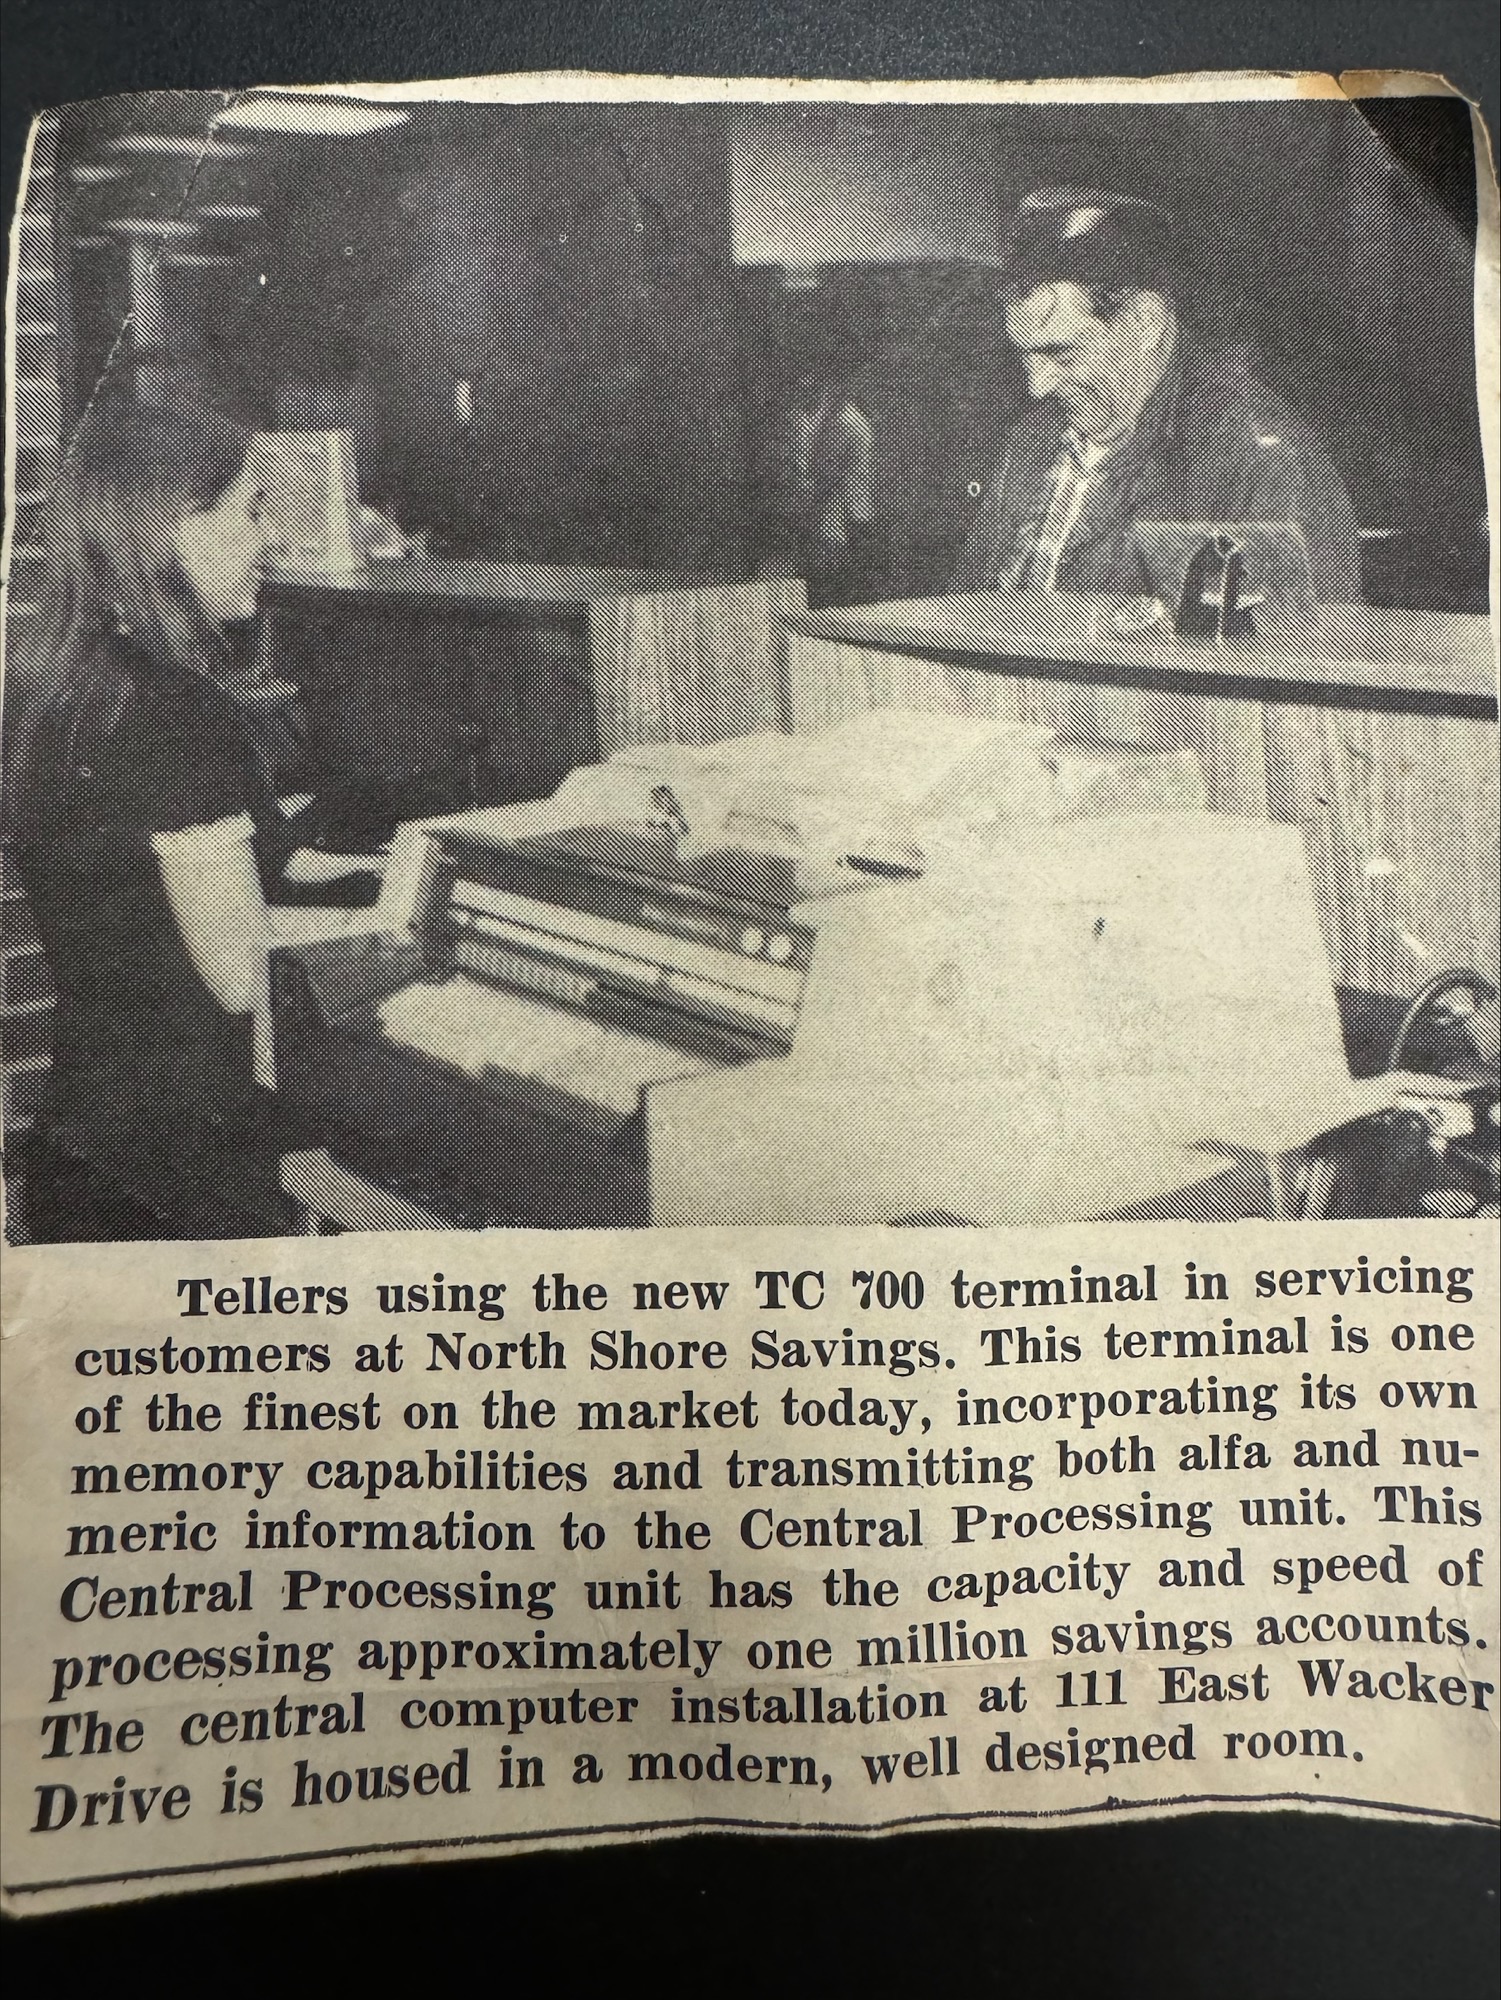 Tellers using the new TC 700 terminal in servicing
customers at North Shore Savings. This terminal is one
of the finest on the market today, incorporating its own
memory capabilities and transmitting both alfa and nu-
meric information to the Central Processing unit. This
Central Processing unit has the capacity and speed of
processing approximately one million savings accounts.
The central computer installation at 111 East Wacker
Drive is housed in a modern, well designed room.